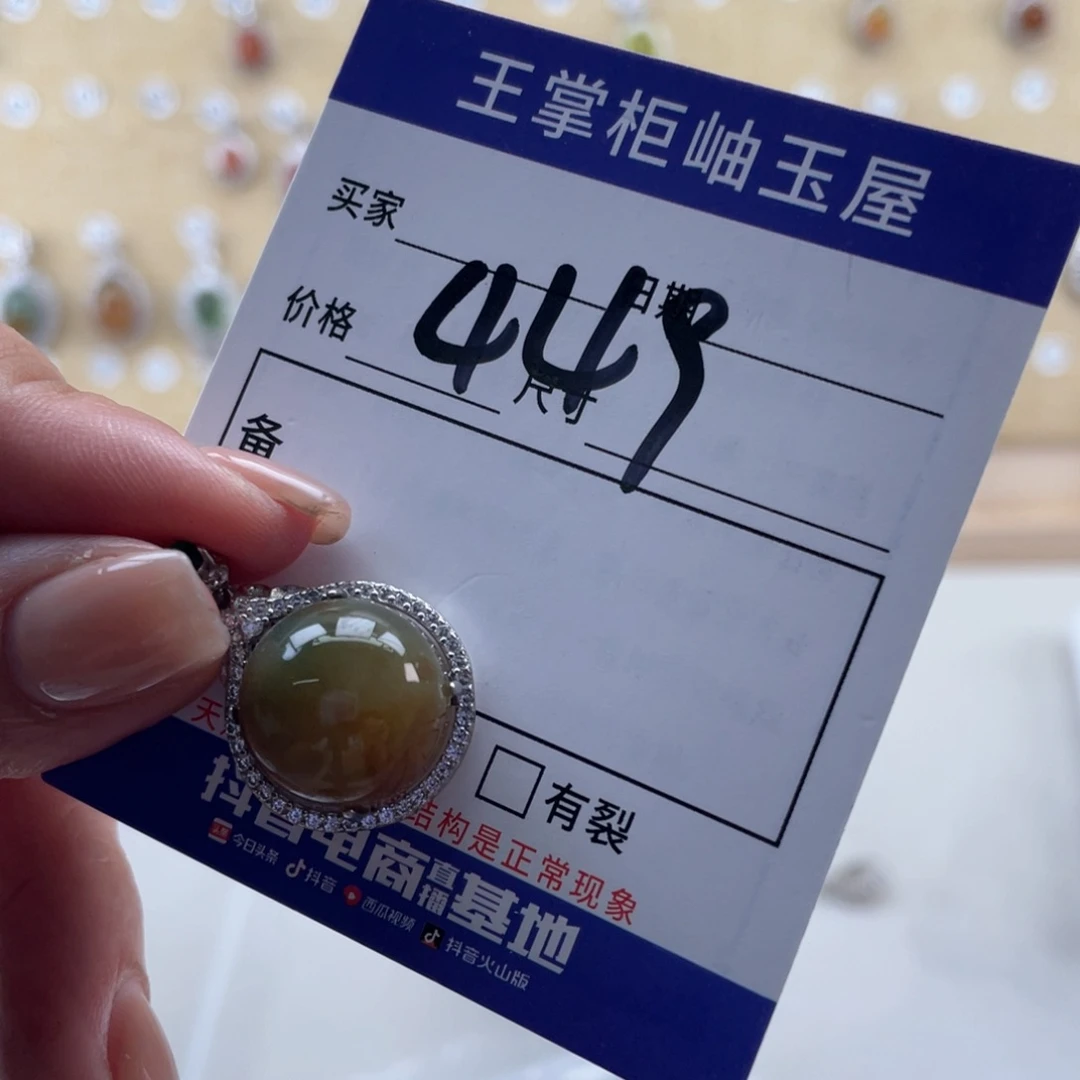 王掌柜岫玉屋
买家
日期
价格
449
尺寸
备
有裂
天
结构是正常现象
抖音电商直播基地
今日头条 抖音 西瓜视频 抖音火山版